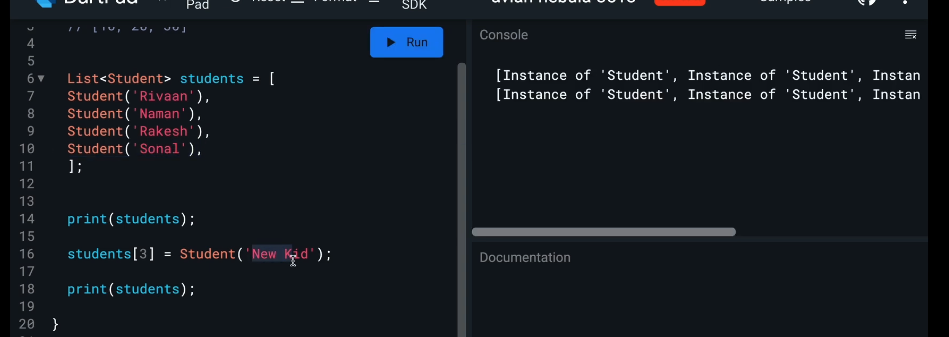 DartPad
Pad
SDK
Samples
3 // [10, 20, 30]
4
Run
5
6 List<Student> students = [
7 Student('Rivaan'),
8 Student('Naman'),
9 Student('Rakesh'),
10 Student('Sonal'),
11 ];
12
13
14 print(students);
15
16 students[3] = Student('New Kid');
17
18 print(students);
19
20 }
Console
[Instance of 'Student', Instance of 'Student', Instan
[Instance of 'Student', Instance of 'Student', Instan
Documentation